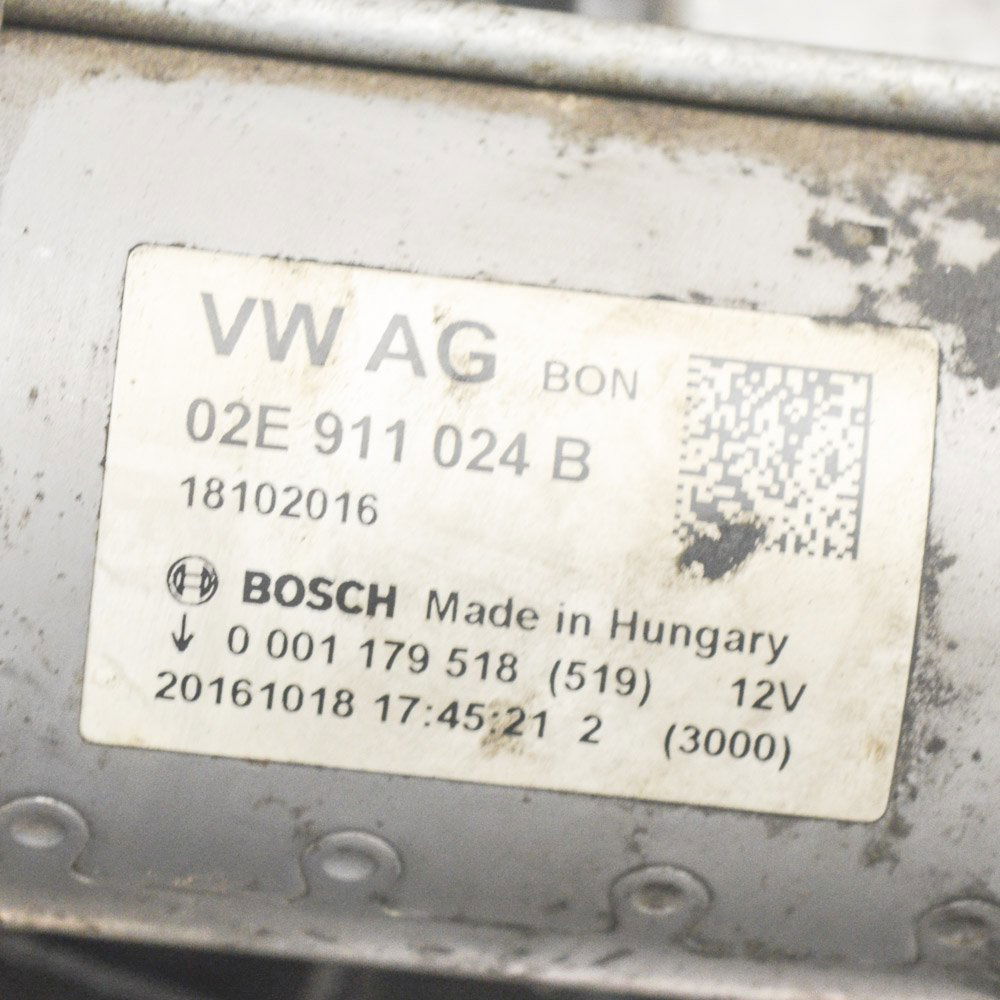 VW AG BON
02E 911 024 B
18102016
BOSCH Made in Hungary
↓ 0 001 179 518 (519) 12V
20161018 17:45:21 2 (3000)